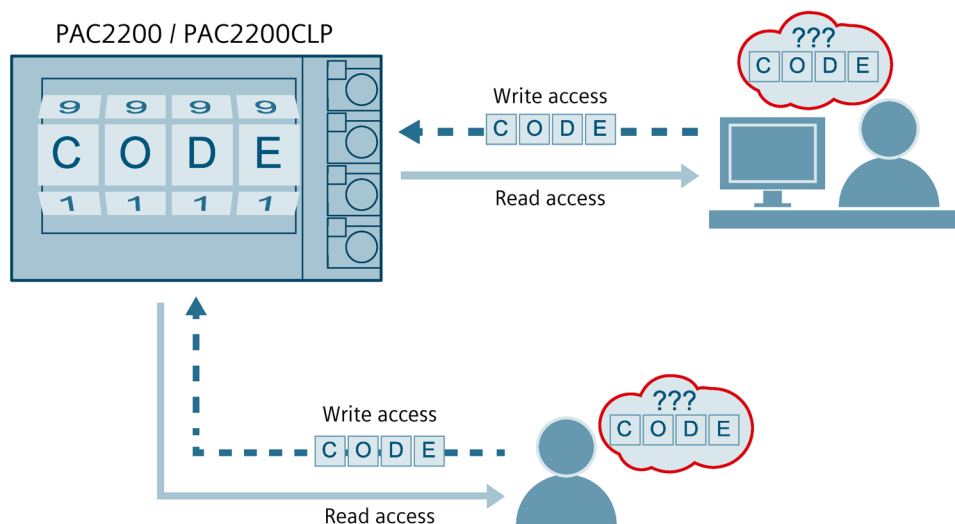 PAC2200 / PAC2200CLP
9 9 9 9
C O D E
1 1 1 1
Write access
C O D E
Read access
???
C O D E
Write access
C O D E
Read access
???
C O D E